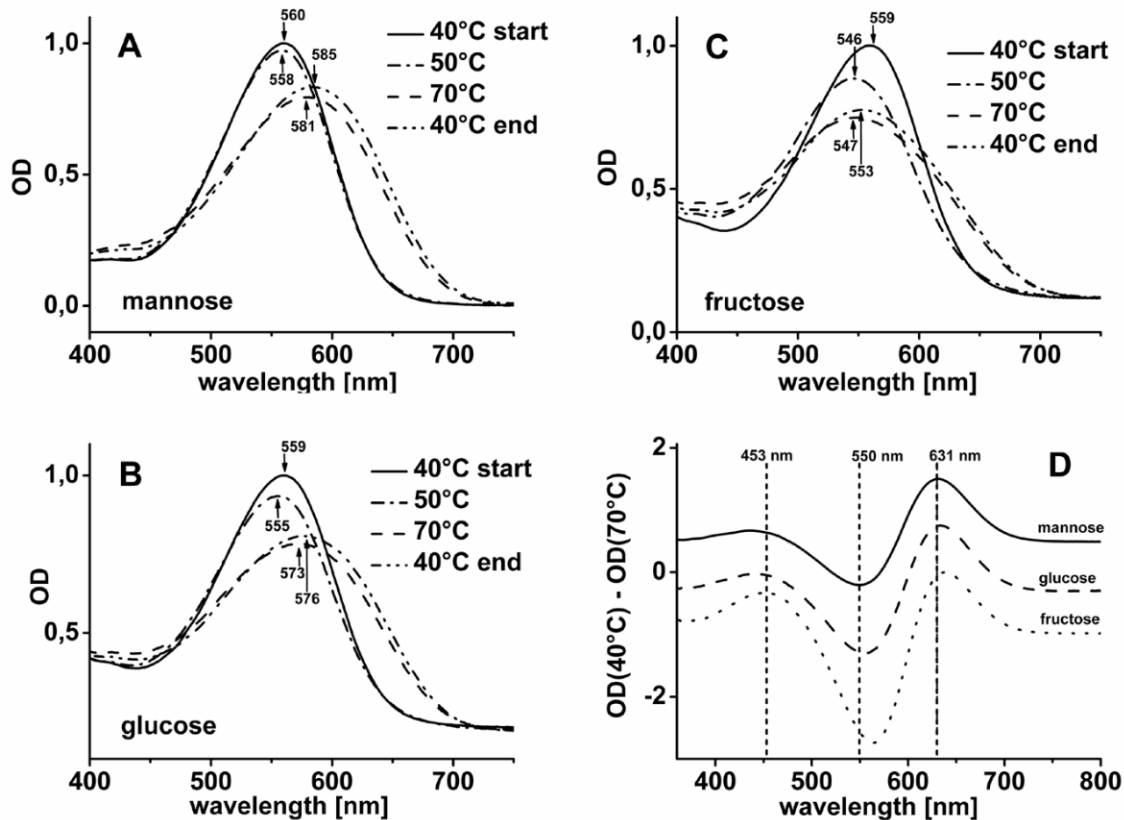 A
560
585
558
581
40°C start
50°C
70°C
40°C end
1,0
0,5
0,0
OD
mannose
400 500 600 700
wavelength [nm]
C
559
546
547
553
40°C start
50°C
70°C
40°C end
1,0
0,5
0,0
OD
fructose
400 500 600 700
wavelength [nm]
B
559
555
573
576
40°C start
50°C
70°C
40°C end
1,0
0,5
OD
glucose
400 500 600 700
wavelength [nm]
D
453 nm 550 nm 631 nm
2
0
-2
OD(40°C) - OD(70°C)
mannose
glucose
fructose
400 500 600 700 800
wavelength [nm]